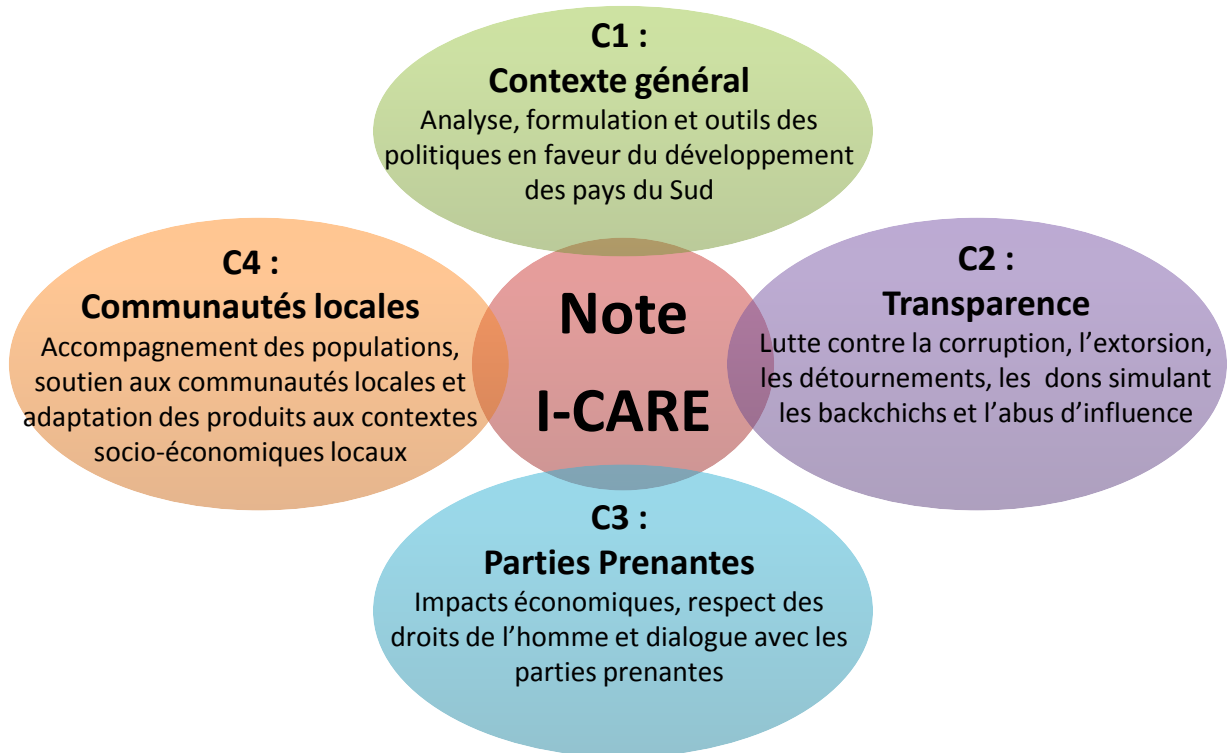 C1 :
Contexte général
Analyse, formulation et outils des
politiques en faveur du développement
des pays du Sud
C4 :
Communautés locales
Accompagnement des populations,
soutien aux communautés locales et
adaptation des produits aux contextes
socio-économiques locaux
Note
I-CARE
C2 :
Transparence
Lutte contre la corruption, l’extorsion,
les détournements, les dons simulant
les backchichs et l’abus d’influence
C3 :
Parties Prenantes
Impacts économiques, respect des
droits de l’homme et dialogue avec les
parties prenantes